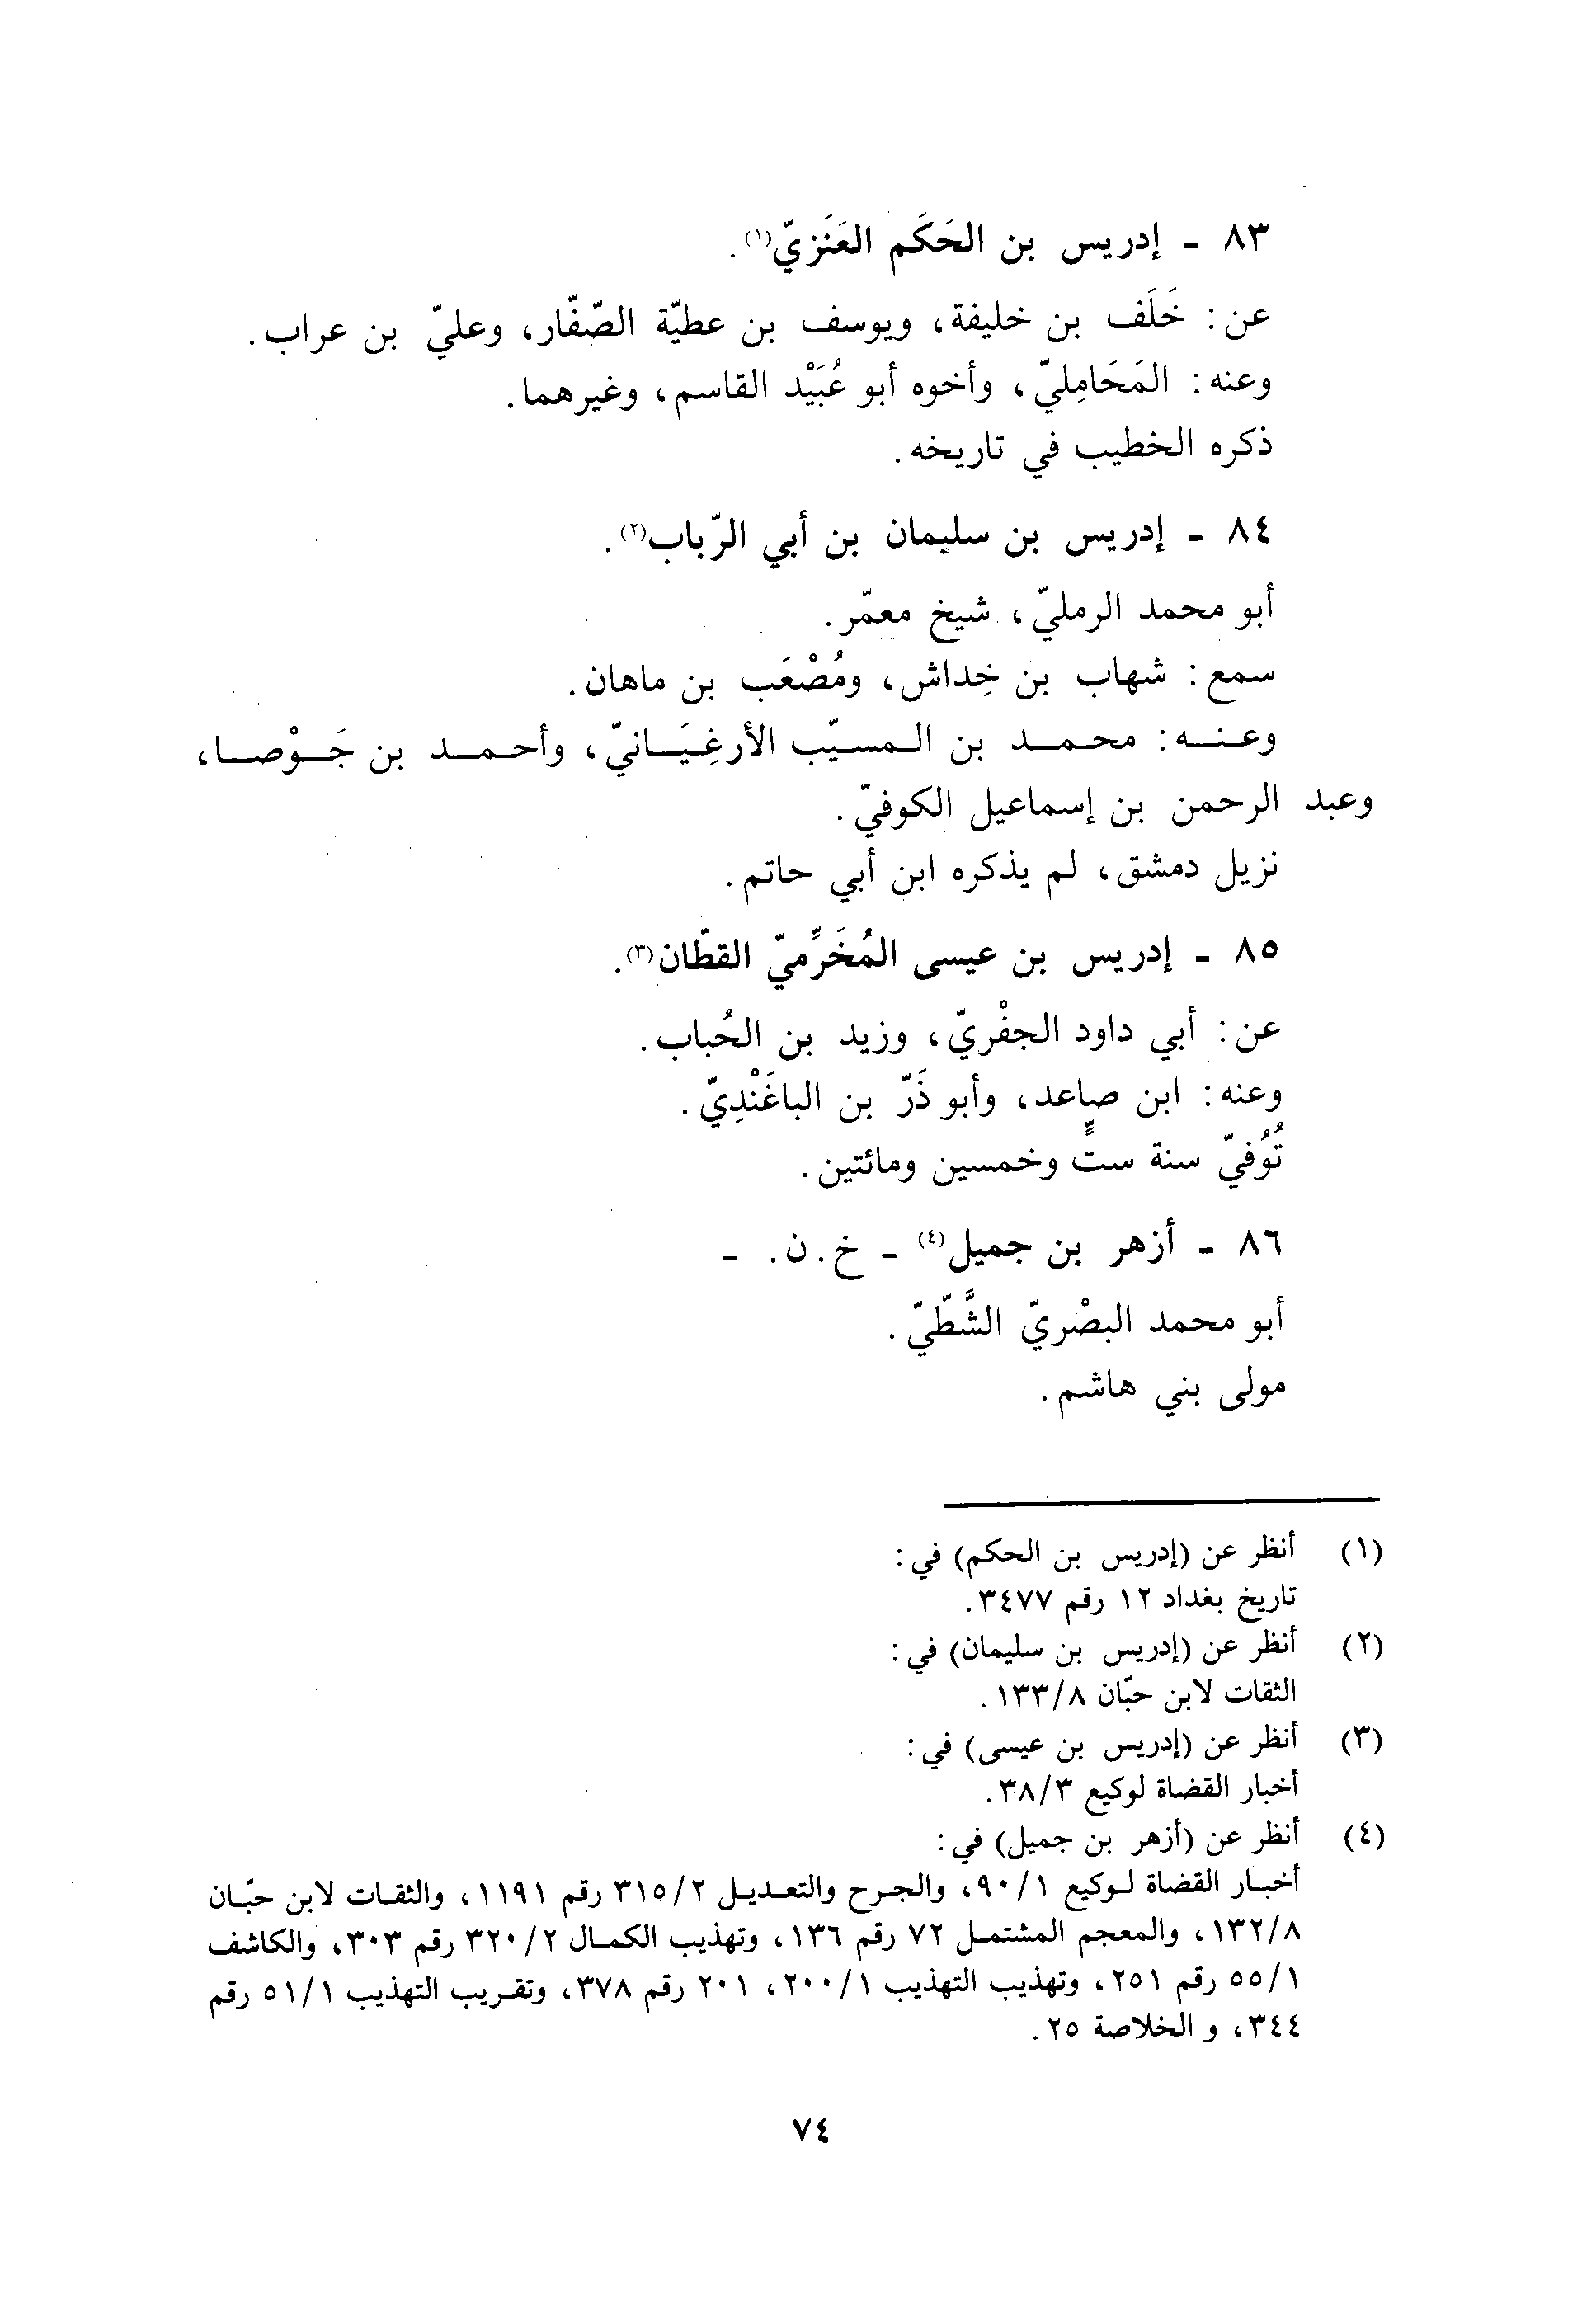 ٨٣ - إدريس بن الحَكَم العَنَزيّ(١).
عن: خَلَف بن خليفة، ويوسف بن عطيّة الصّفّار، وعليّ بن عراب.
وعنه: المَحَامِليّ، وأخوه أبو عُبَيْد القاسم، وغيرهما.
ذكره الخطيب في تاريخه.
٨٤ - إدريس بن سليمان بن أبي الرّباب(٢).
أبو محمد الرمليّ، شيخ معمّر.
سمع: شهاب بن خِداش، ومُصْعَب بن ماهان.
وعنه: محمد بن المسيّب الأرغِيَانيّ، وأحمد بن جَوْصا،
وعبد الرحمن بن إسماعيل الكوفيّ.
نزيل دمشق، لم يذكره ابن أبي حاتم.
٨٥ - إدريس بن عيسى المُخَرِّميّ القطّان(٣).
عن: أبي داود الجفْريّ، وزيد بن الحُباب.
وعنه: ابن صاعد، وأبو ذَرّ بن الباغَنْدِيّ.
تُوُفيّ سنة ستٍّ وخمسين ومائتين.
٨٦ - أزهر بن جميل(٤) - خ. ن. -
أبو محمد البصْريّ الشَّطّيّ.
مولى بني هاشم.
(١) أنظر عن (إدريس بن الحكم) في:
تاريخ بغداد ١٢ رقم ٣٤٧٧.
(٢) أنظر عن (إدريس بن سليمان) في:
الثقات لابن حبّان ١٣٣/٨.
(٣) أنظر عن (إدريس بن عيسى) في:
أخبار القضاة لوكيع ٣٨/٣.
(٤) أنظر عن (أزهر بن جميل) في:
أخبار القضاة لوكيع ٩٠/١، والجرح والتعديل ٣١٥/٢ رقم ١١٩١، والثقات لابن حبّان
١٣٢/٨، والمعجم المشتمل ٧٢ رقم ١٣٦، وتهذيب الكمال ٣٢٠/٢ رقم ٣٠٣، والكاشف
٥٥/١ رقم ٢٥١، وتهذيب التهذيب ٢٠٠/١، ٢٠١ رقم ٣٧٨، وتقريب التهذيب ٥١/١ رقم
٣٤٤، و الخلاصة ٢٥.
٧٤